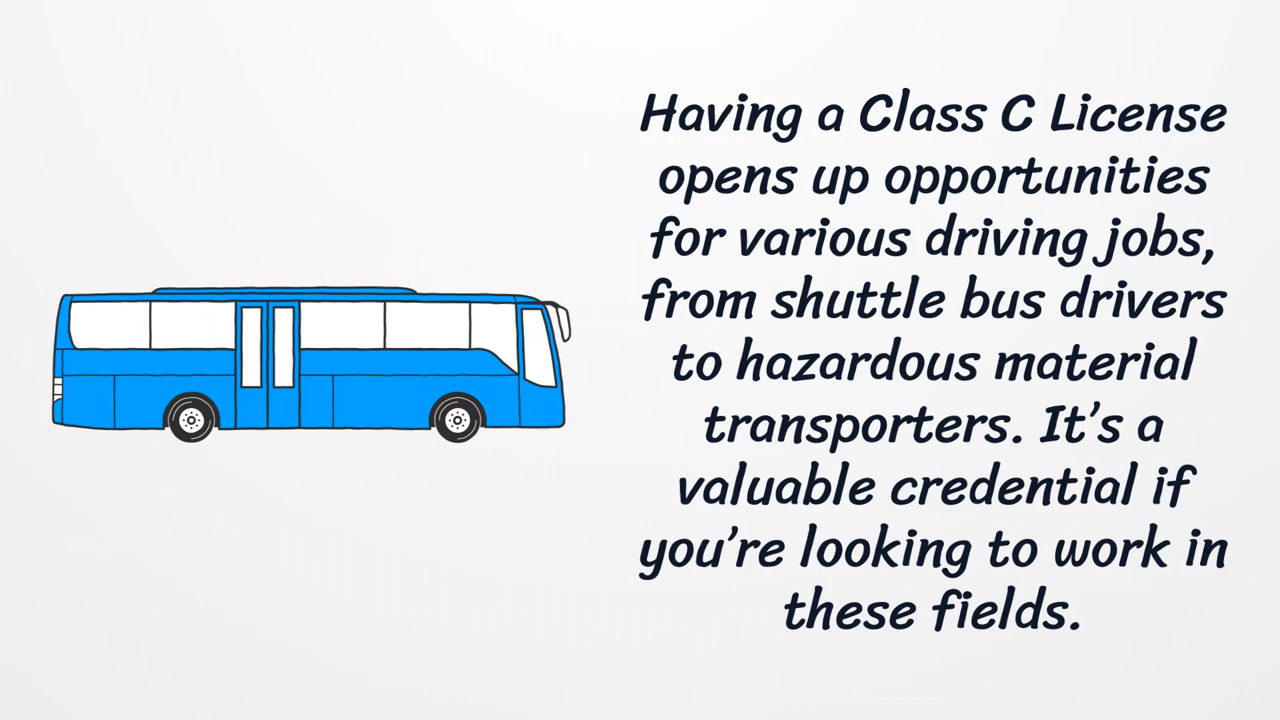 Having a Class C License
opens up opportunities
for various driving jobs,
from shuttle bus drivers
to hazardous material
transporters. It's a
valuable credential if
you're looking to work in
these fields.